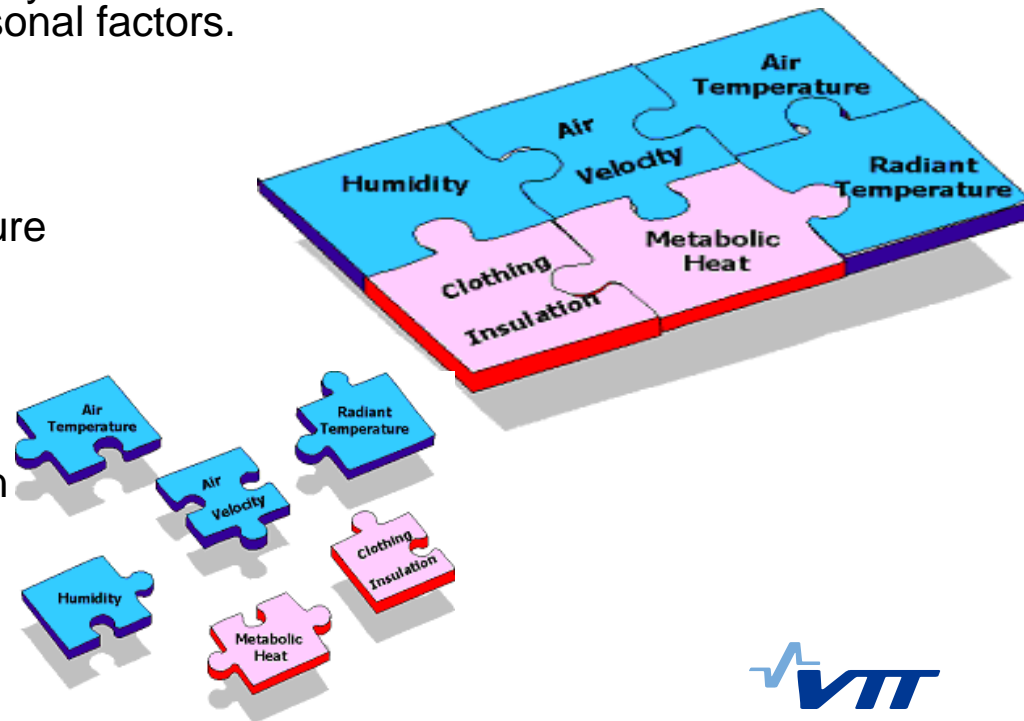 sonal factors.
Air
Temperature
Air
Velocity
Humidity
Radiant
Temperature
ure
Metabolic
Heat
Clothing
Insulation
Air
Temperature
Radiant
Temperature
n
Air
Velocity
Clothing
Insulation
Humidity
Metabolic
Heat
VTT